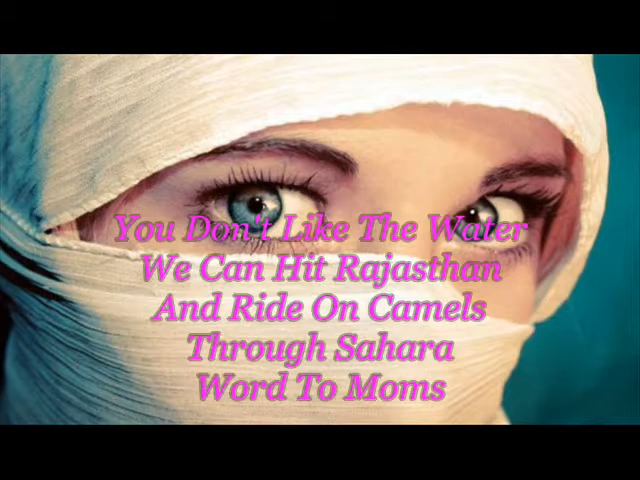 You Don't Like The Water
We Can Hit Rajasthan
And Ride On Camels
Through Sahara
Word To Moms